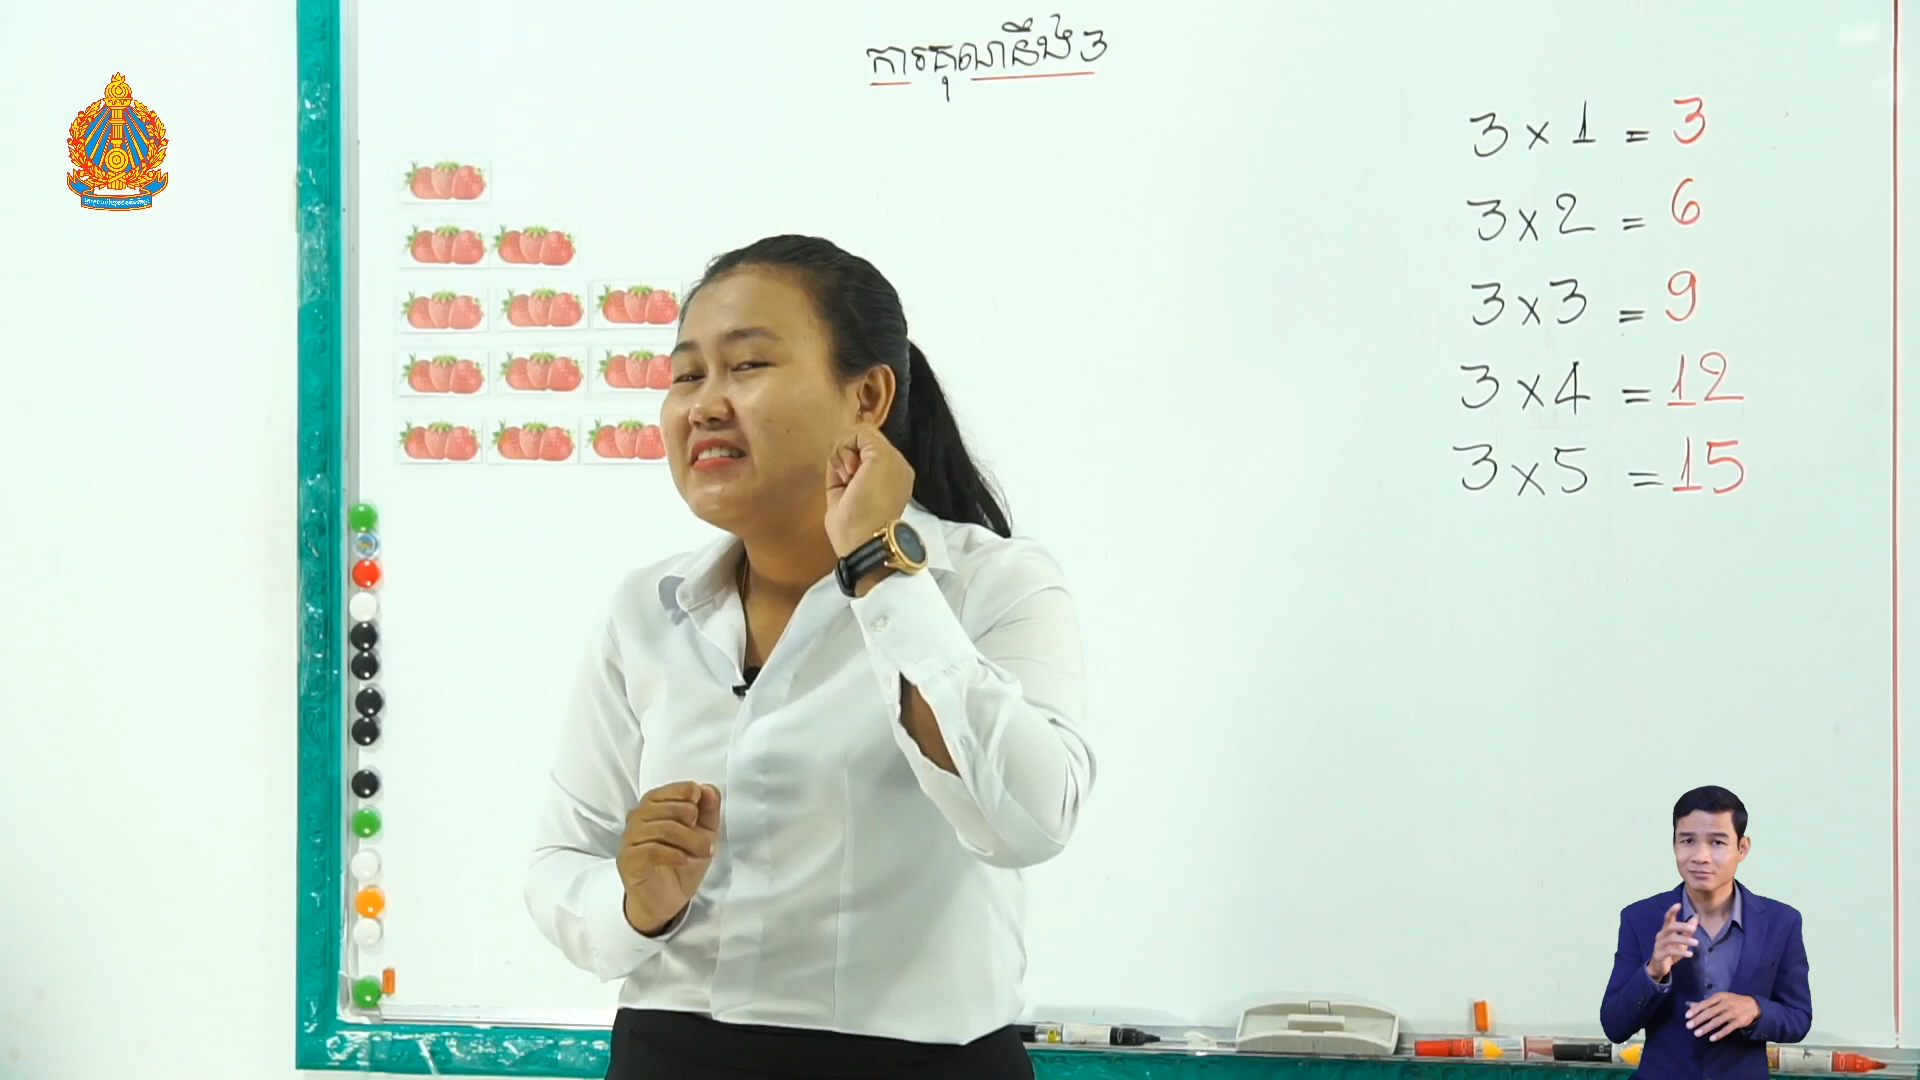 ការគុណនឹង 3
3 × 1 = 3
3 × 2 = 6
3 × 3 = 9
3 × 4 = 12
3 × 5 = 15